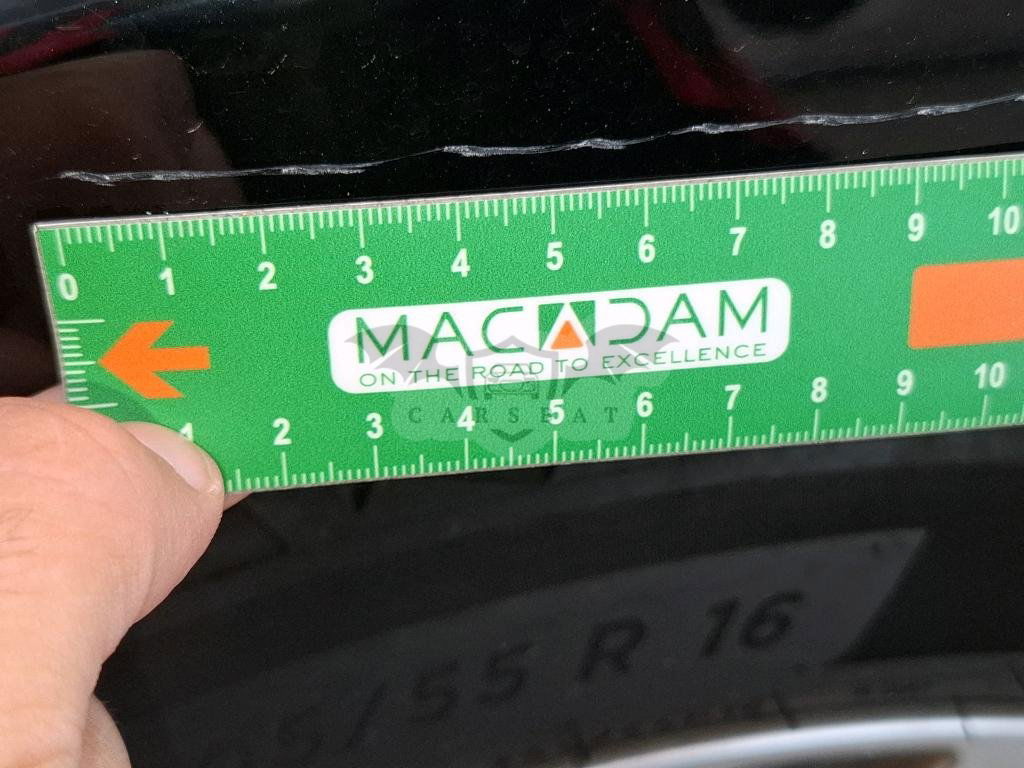 0 1 2 3 4 5 6 7 8 9 10
MACADAM
ON THE ROAD TO EXCELLENCE
CARSEAT
1 2 3 4 5 6 7 8 9 10
5/55 R 16